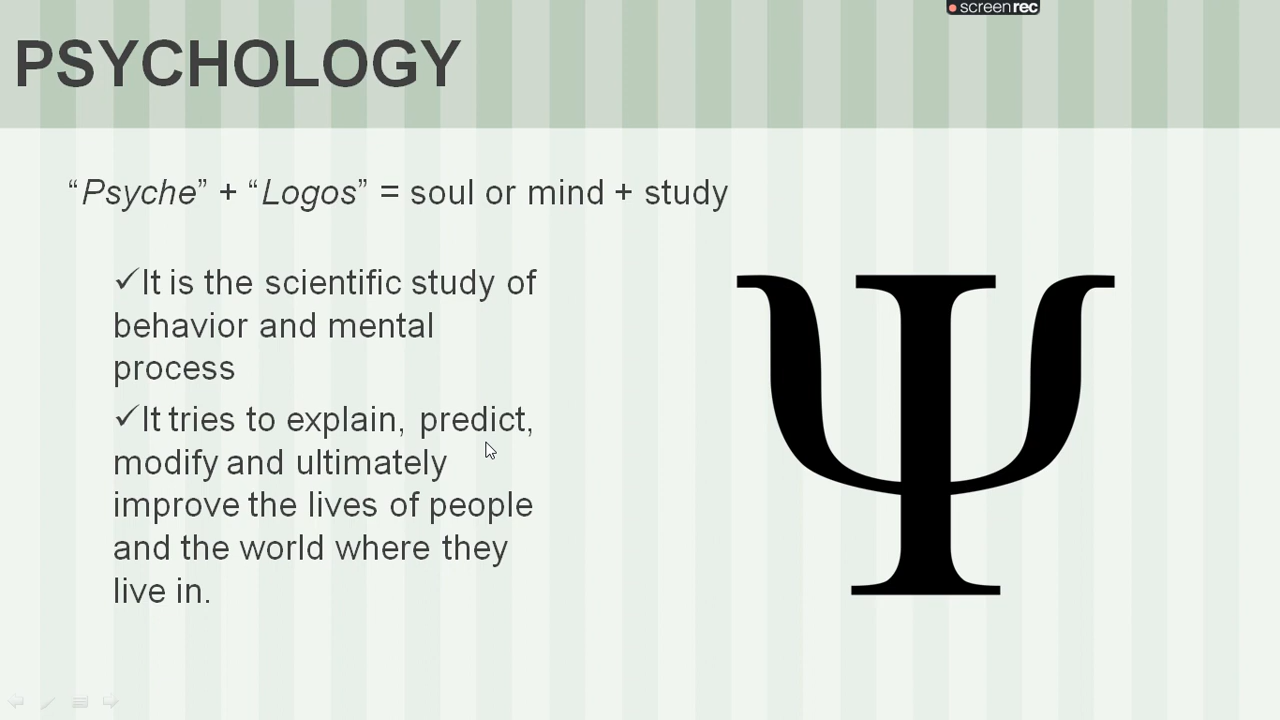 screenrec
PSYCHOLOGY
“Psyche” + “Logos” = soul or mind + study
✓It is the scientific study of
behavior and mental
process
✓It tries to explain, predict,
modify and ultimately
improve the lives of people
and the world where they
live in.
Ψ